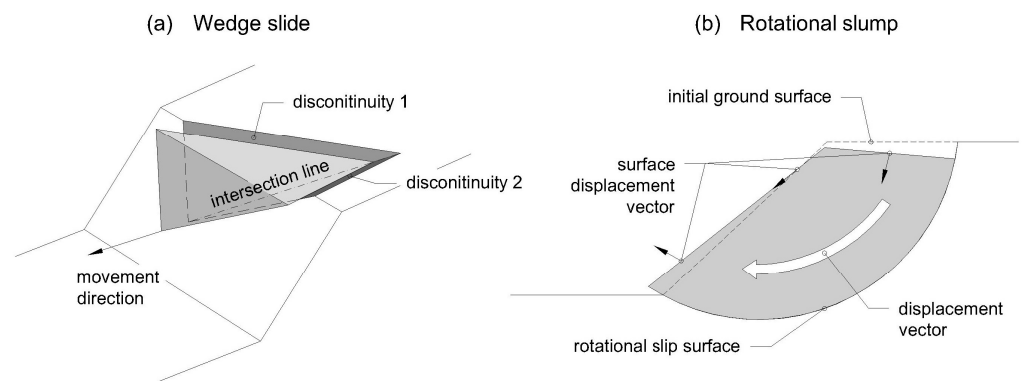 (a) Wedge slide
discontinuity 1
intersection line
disconitinuity 2
movement
direction
(b) Rotational slump
initial ground surface
surface
displacement
vector
displacement
vector
rotational slip surface